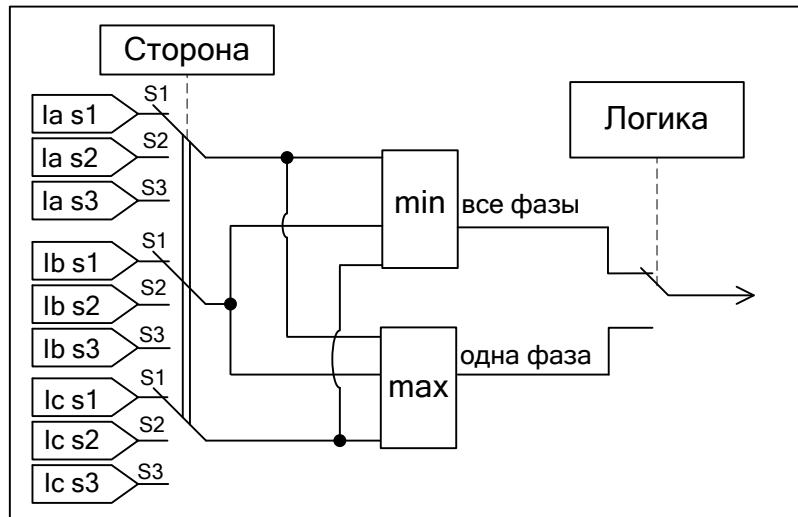 Сторона
S1
Ia s1
S2
Ia s2
S3
Ia s3
Логика
min
все фазы
S1
Ib s1
S2
Ib s2
S3
Ib s3
max
одна фаза
S1
Ic s1
S2
Ic s2
S3
Ic s3